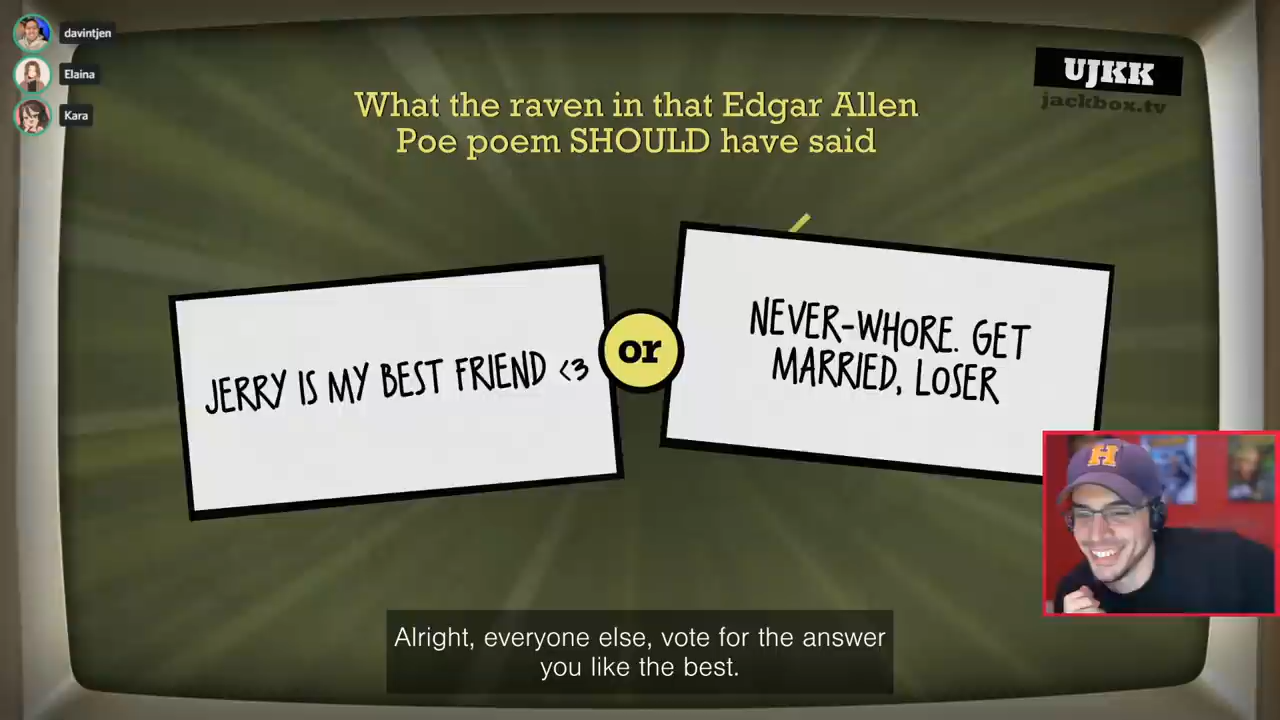 davintjen
Elaina
Kara
UJKK
jackbox.tv
What the raven in that Edgar Allen
Poe poem SHOULD have said
JERRY IS MY BEST FRIEND <3
or
NEVER-WHORE. GET
MARRIED, LOSER
H
Alright, everyone else, vote for the answer
you like the best.